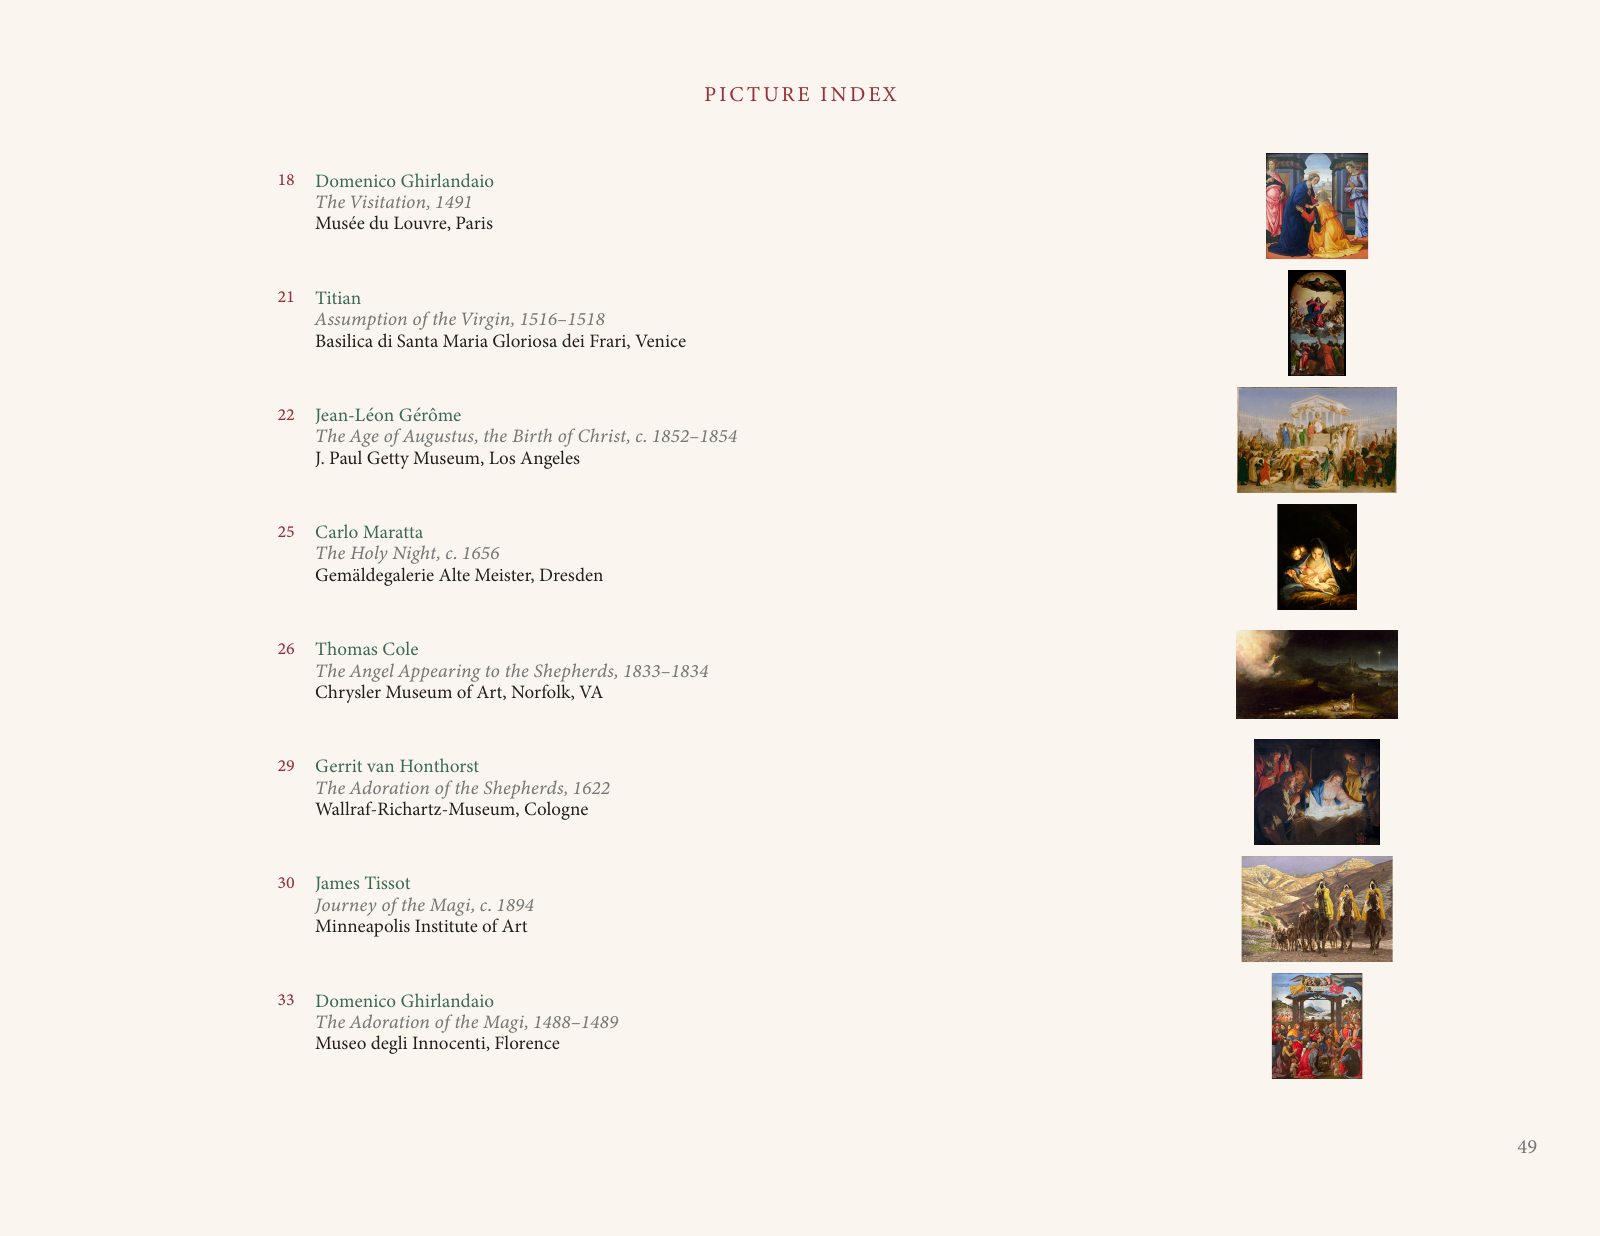 PICTURE INDEX
18 Domenico Ghirlandaio
The Visitation, 1491
Musée du Louvre, Paris
21 Titian
Assumption of the Virgin, 1516–1518
Basilica di Santa Maria Gloriosa dei Frari, Venice
22 Jean-Léon Gérôme
The Age of Augustus, the Birth of Christ, c. 1852–1854
J. Paul Getty Museum, Los Angeles
25 Carlo Maratta
The Holy Night, c. 1656
Gemäldegalerie Alte Meister, Dresden
26 Thomas Cole
The Angel Appearing to the Shepherds, 1833–1834
Chrysler Museum of Art, Norfolk, VA
29 Gerrit van Honthorst
The Adoration of the Shepherds, 1622
Wallraf-Richartz-Museum, Cologne
30 James Tissot
Journey of the Magi, c. 1894
Minneapolis Institute of Art
33 Domenico Ghirlandaio
The Adoration of the Magi, 1488–1489
Museo degli Innocenti, Florence
49